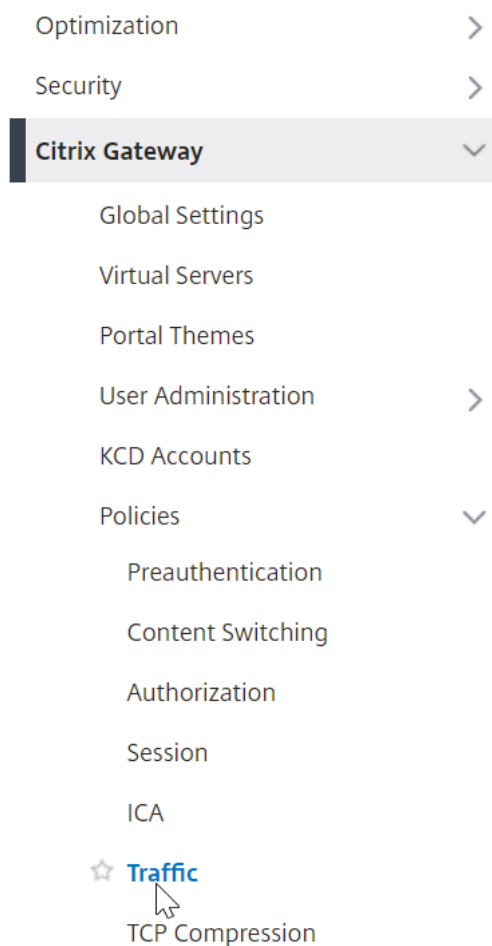 Optimization
Security
Citrix Gateway
Global Settings
Virtual Servers
Portal Themes
User Administration
KCD Accounts
Policies
Preauthentication
Content Switching
Authorization
Session
ICA
Traffic
TCP Compression